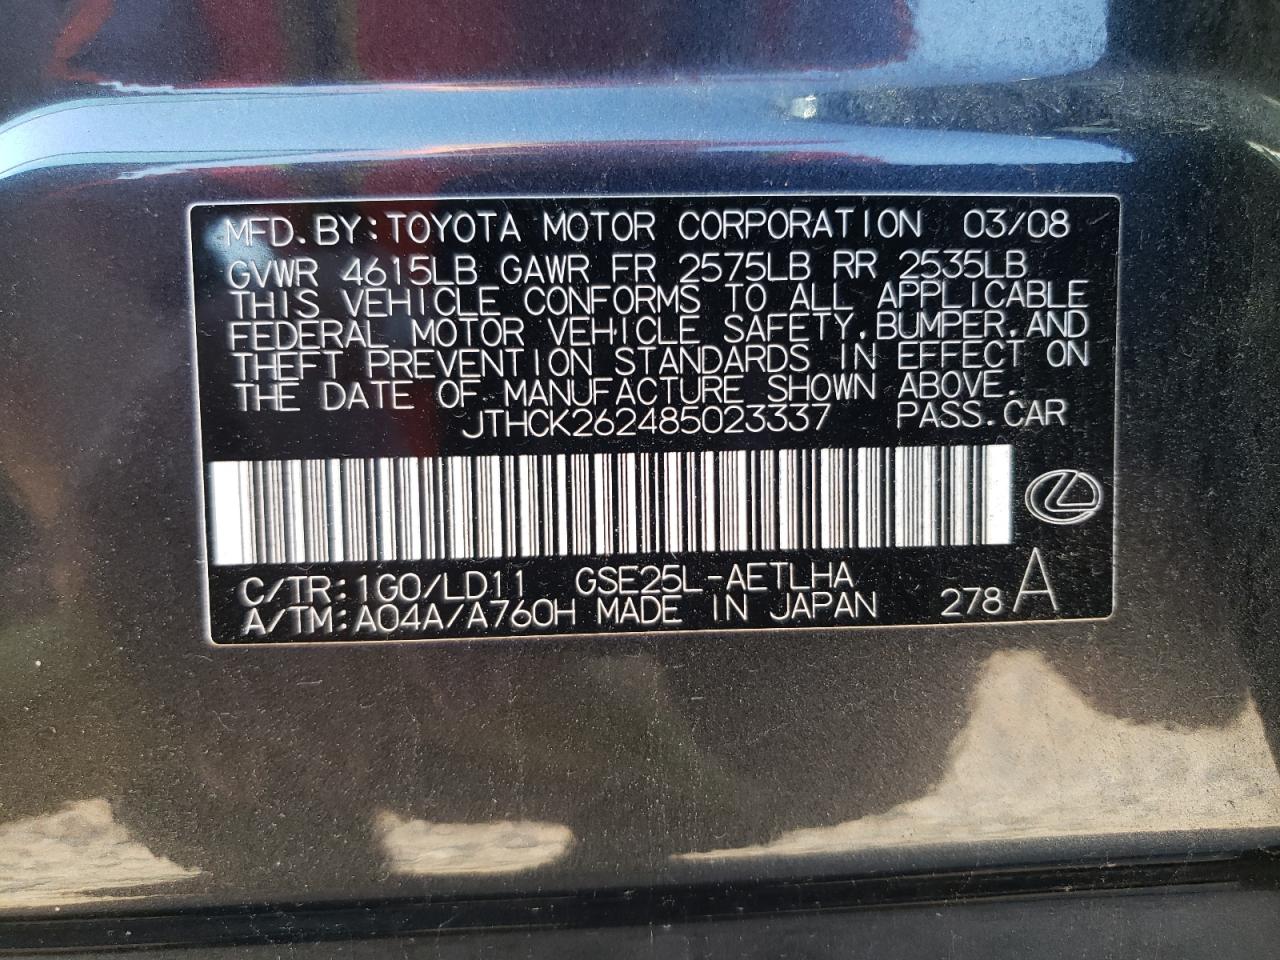 MFD. BY: TOYOTA MOTOR CORPORATION 03/08
GVWR 4615LB GAWR FR 2575LB RR 2535LB
THIS VEHICLE CONFORMS TO ALL APPLICABLE
FEDERAL MOTOR VEHICLE SAFETY, BUMPER, AND
THEFT PREVENTION STANDARDS IN EFFECT ON
THE DATE OF MANUFACTURE SHOWN ABOVE.
JTHCK262485023337 PASS. CAR
C/TR: 1G0/LD11 GSE25L-AETLHA
A/TM: A04A/A760H MADE IN JAPAN 278 A